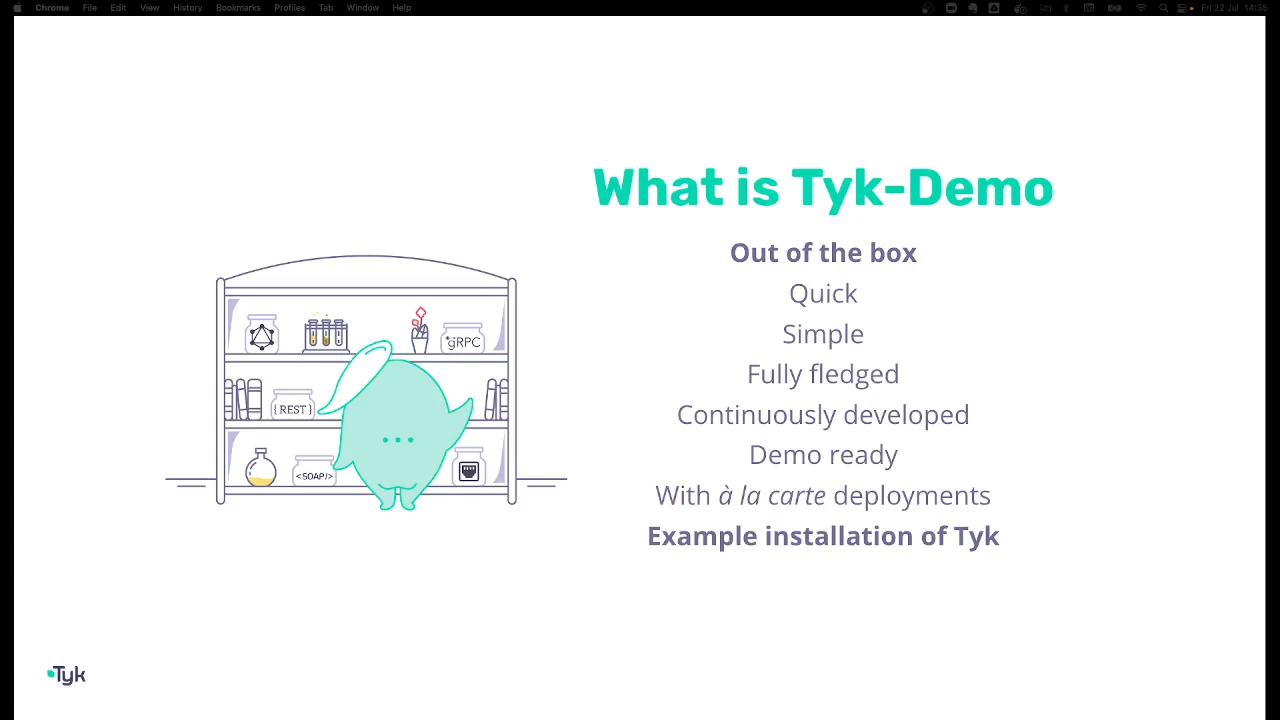 Chrome File Edit View History Bookmarks Profiles Tab Window Help
Fri 22 Jul 14:35
What is Tyk-Demo
Out of the box
Quick
Simple
Fully fledged
Continuously developed
Demo ready
With à la carte deployments
Example installation of Tyk
gRPC
{ REST }
<SOAP/>
Tyk